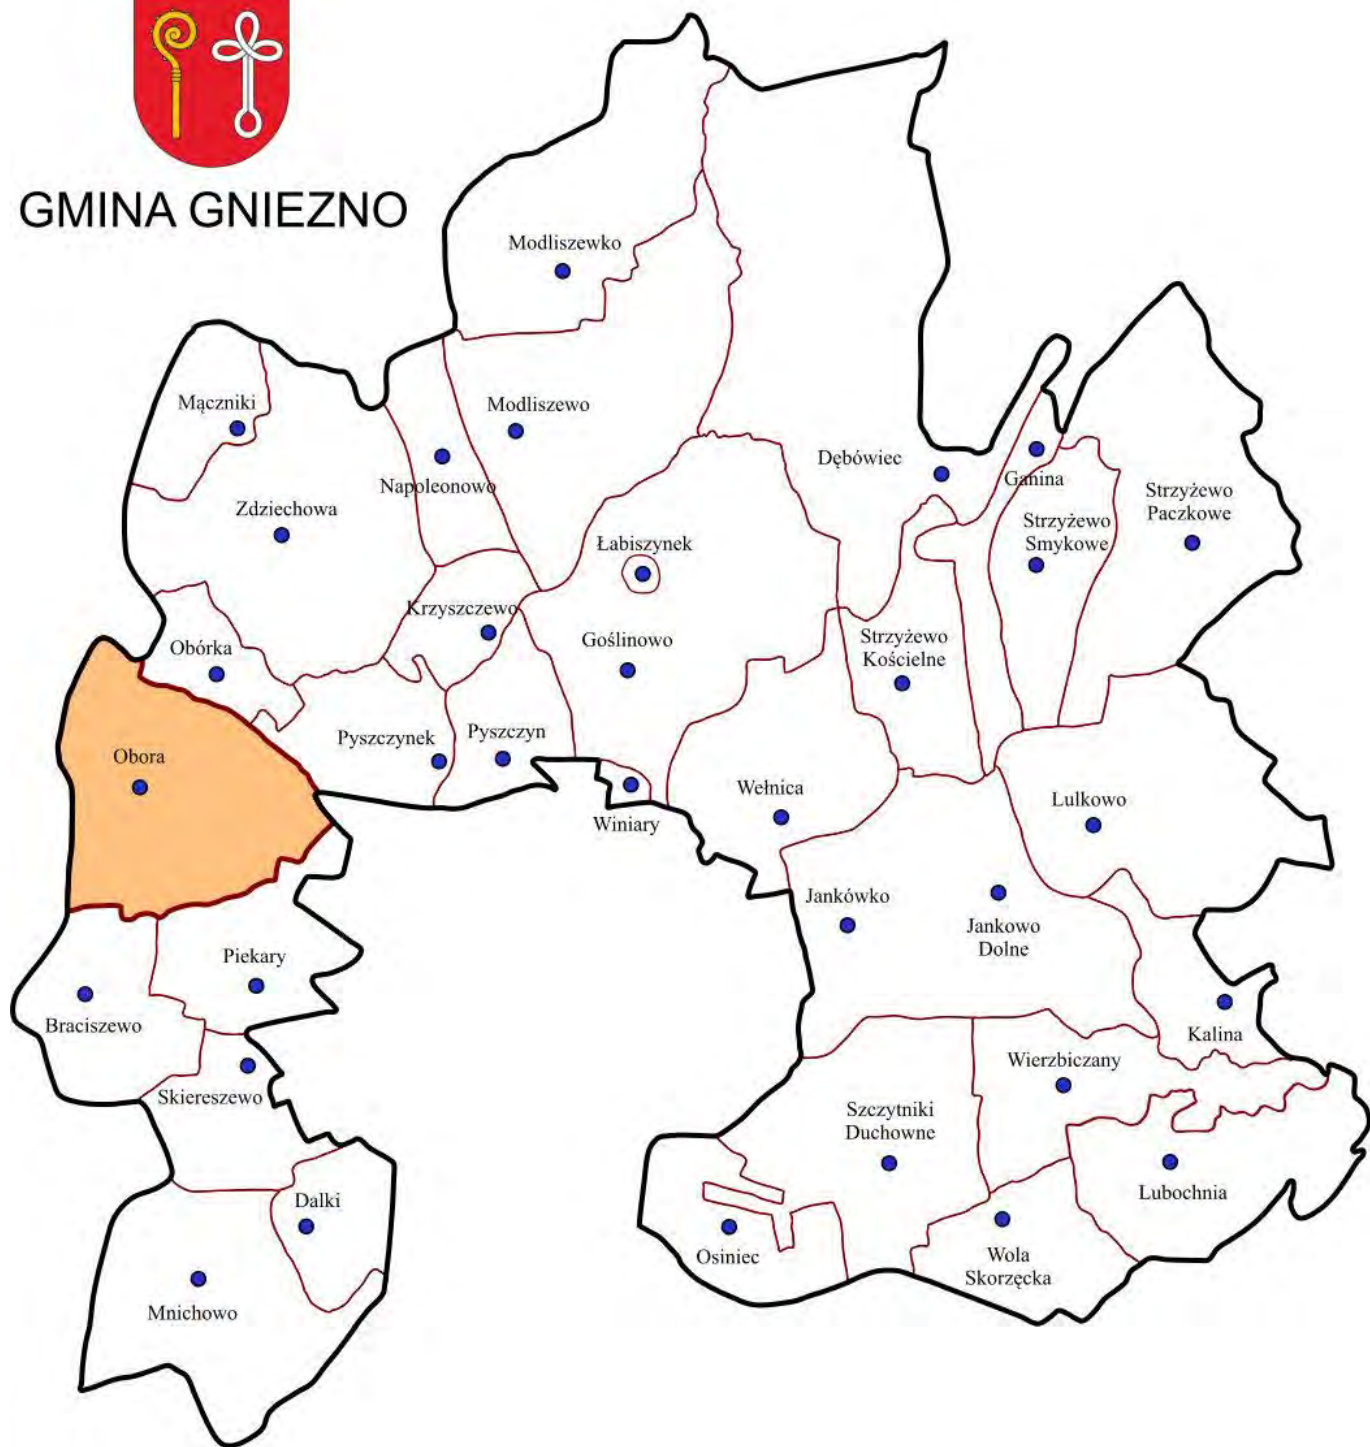 GMINA GNIEZNO
Modliszewko
Mączniki
Modliszewo
Napoleonowo
Zdziechowa
Dębówiec
Ganina
Strzyżewo
Paczkowe
Strzyżewo
Smykowe
Łabiszynek
Krzyszczewo
Goślinowo
Strzyżewo
Kościelne
Obórka
Pyszczynek
Pyszczyn
Obora
Wełnica
Winiary
Lulkowo
Jankówko
Jankowo
Dolne
Piekary
Braciszewo
Kalina
Skiereszewo
Wierzbiczany
Szczytniki
Duchowne
Lubochnia
Dalki
Osiniec
Wola
Skorzęcka
Mnichowo